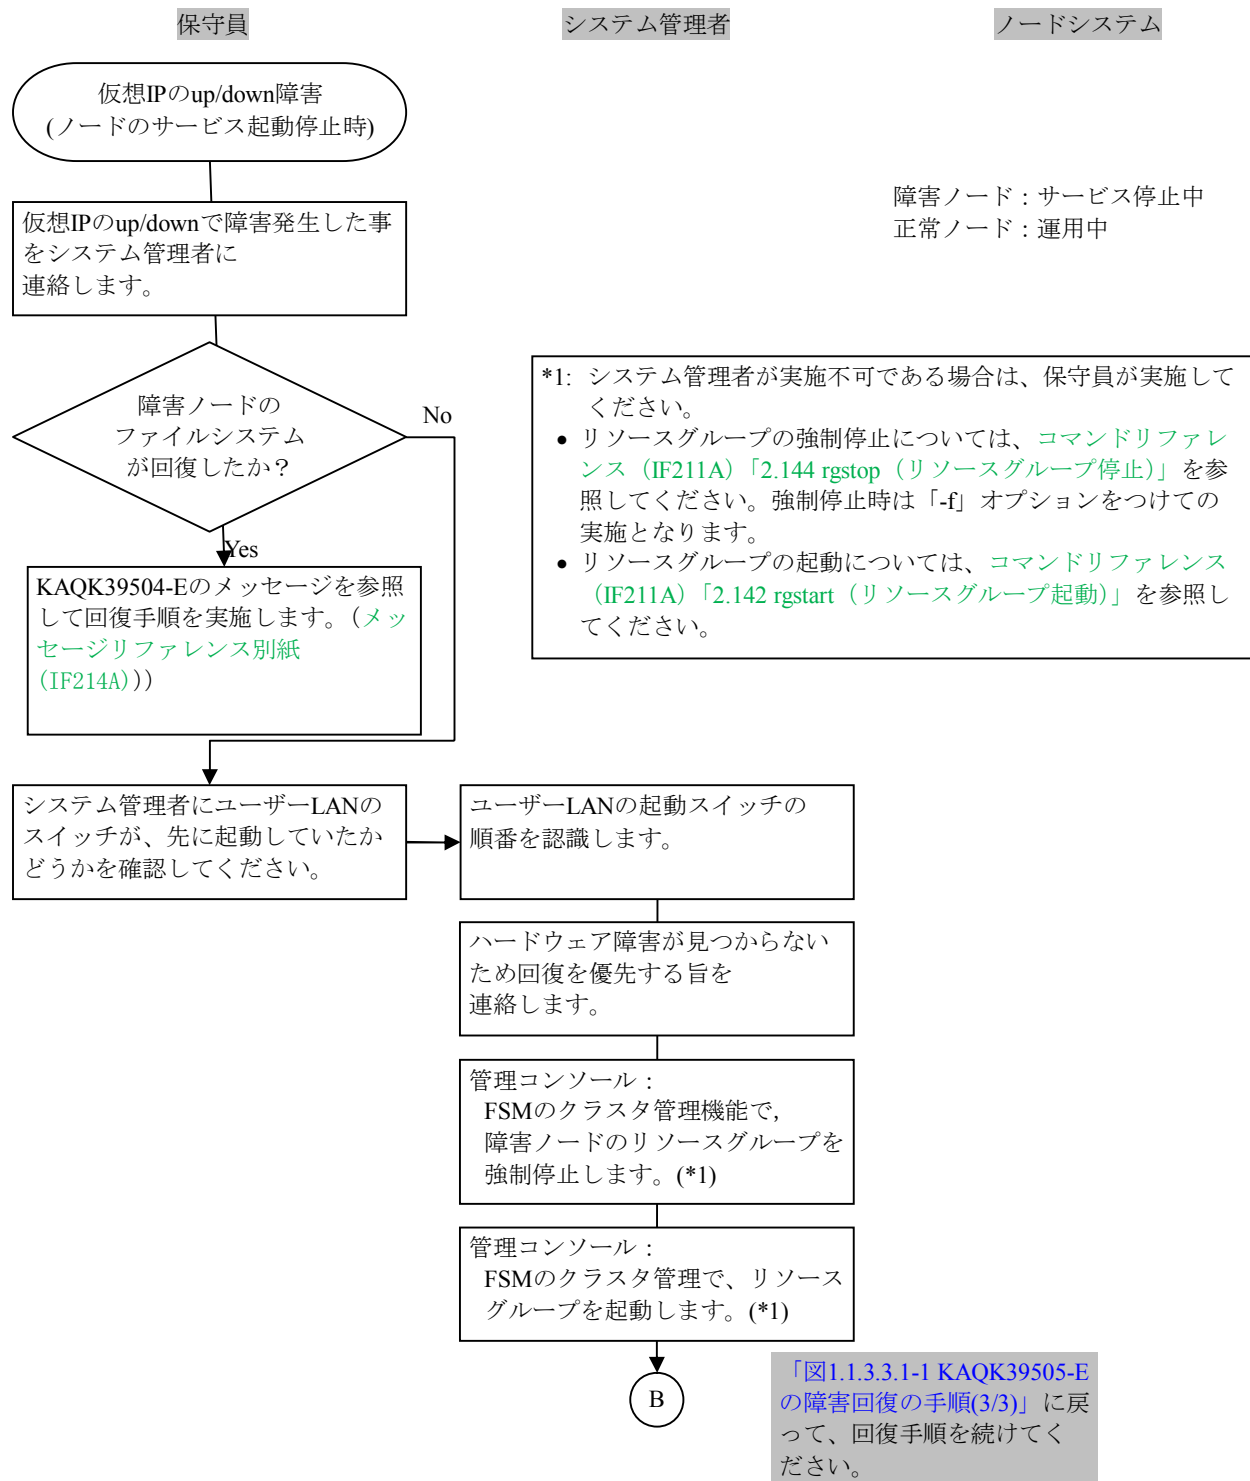 保守員
システム管理者
ノードシステム
仮想IPのup/down障害
(ノードのサービス起動停止時)
障害ノード：サービス停止中
正常ノード：運用中
仮想IPのup/downで障害発生した事
をシステム管理者に
連絡します。
障害ノードの
ファイルシステム
が回復したか？
No
Yes
*1: システム管理者が実施不可である場合は、保守員が実施して
ください。
• リソースグループの強制停止については、コマンドリファレ
ンス（IF211A）「2.144 rgstop（リソースグループ停止）」を参
照してください。強制停止時は「-f」オプションをつけての
実施となります。
• リソースグループの起動については、コマンドリファレンス
（IF211A）「2.142 rgstart（リソースグループ起動）」を参照し
てください。
KAQK39504-Eのメッセージを参照
して回復手順を実施します。(メッ
セージリファレンス別紙
(IF214A)))
システム管理者にユーザーLANの
スイッチが、先に起動していたか
どうかを確認してください。
ユーザーLANの起動スイッチの
順番を認識します。
ハードウェア障害が見つからない
ため回復を優先する旨を
連絡します。
管理コンソール：
FSMのクラスタ管理機能で,
障害ノードのリソースグループを
強制停止します。(*1)
管理コンソール：
FSMのクラスタ管理で、リソース
グループを起動します。(*1)
B
「図1.1.3.3.1-1 KAQK39505-E
の障害回復の手順(3/3)」に戻
って、回復手順を続けてく
ださい。